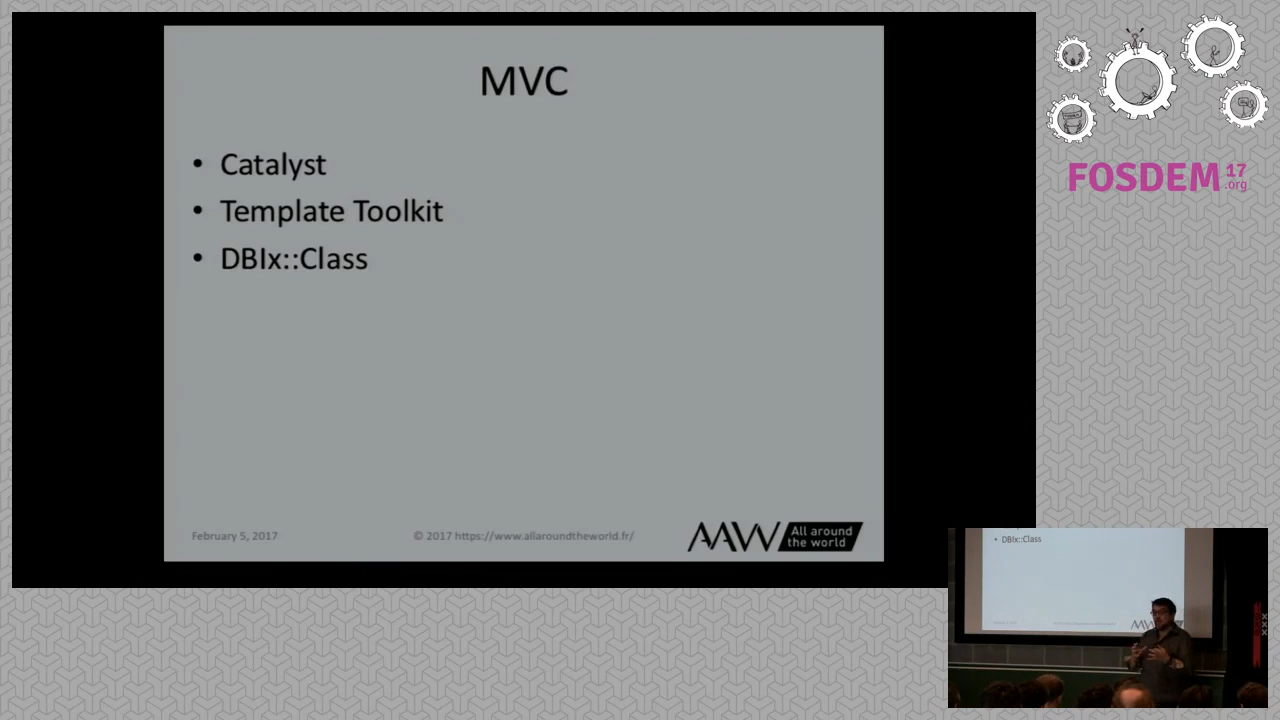 MVC
• Catalyst
• Template Toolkit
• DBIx::Class
February 5, 2017
© 2017 https://www.allaroundtheworld.fr/
AAW All around
the world
FOSDEM 17
.org
• DBIx::Class
AAW